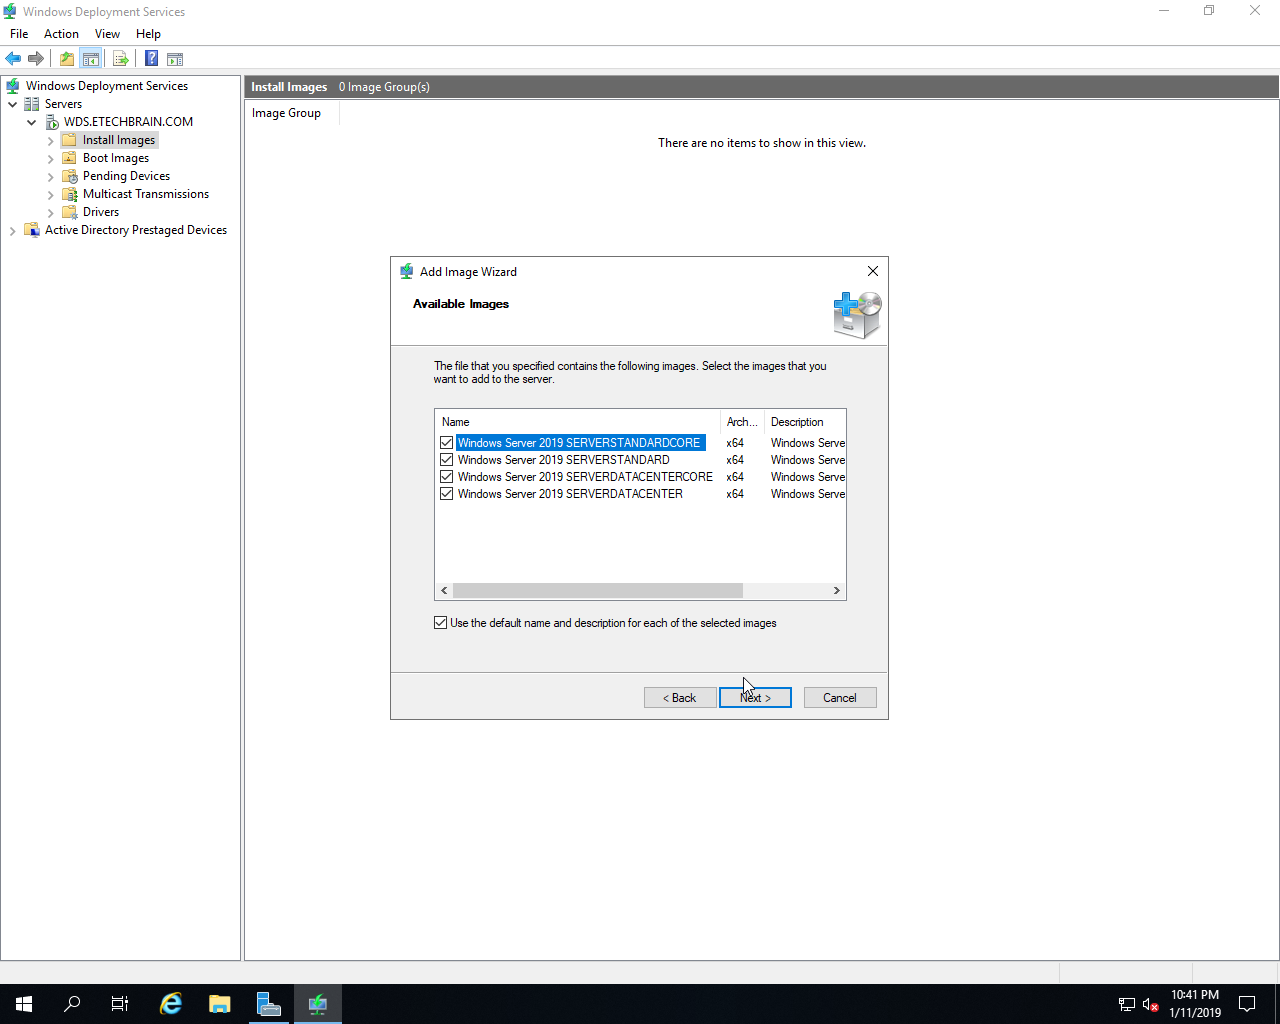 Windows Deployment Services
File Action View Help
Windows Deployment Services
Servers
WDS.ETECHBRAIN.COM
Install Images
Boot Images
Pending Devices
Multicast Transmissions
Drivers
Active Directory Prestaged Devices
Install Images 0 Image Group(s)
Image Group
There are no items to show in this view.
Add Image Wizard
Available Images
The file that you specified contains the following images. Select the images that you
want to add to the server.
Name Arch... Description
Windows Server 2019 SERVERSTANDARDCORE x64 Windows Serve
Windows Server 2019 SERVERSTANDARD x64 Windows Serve
Windows Server 2019 SERVERDATACENTERCORE x64 Windows Serve
Windows Server 2019 SERVERDATACENTER x64 Windows Serve
Use the default name and description for each of the selected images
< Back Next > Cancel
10:41 PM
1/11/2019